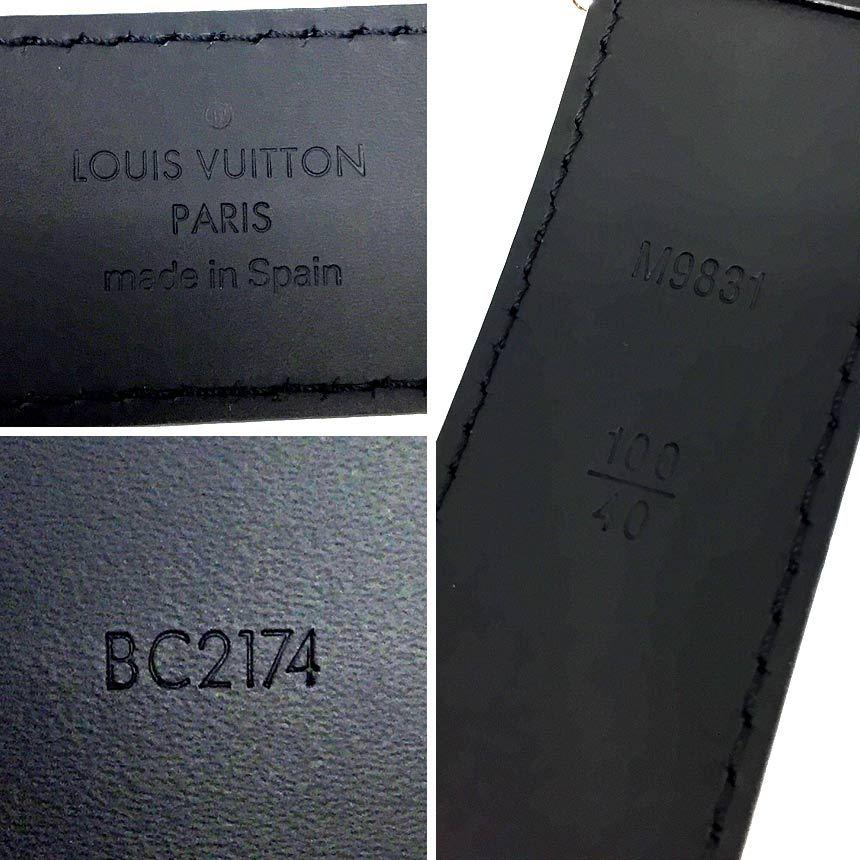 LOUIS VUITTON
PARIS
made in Spain
M9831
100
40
BC2174